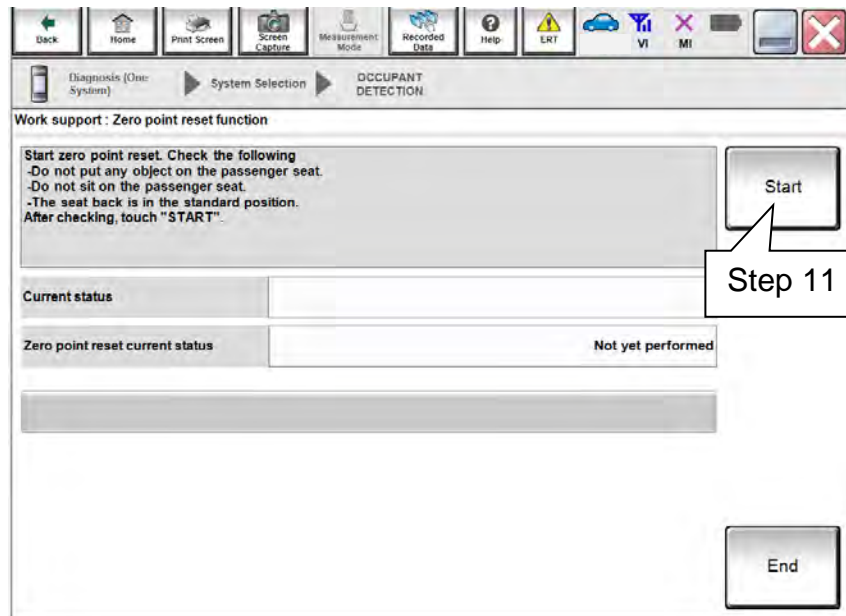 Back
Home
Print Screen
Screen
Capture
Measurement
Mode
Recorded
Data
Help
ERT
VI
MI
Diagnosis (One
System)
System Selection
OCCUPANT
DETECTION
Work support : Zero point reset function
Start zero point reset. Check the following
-Do not put any object on the passenger seat.
-Do not sit on the passenger seat.
-The seat back is in the standard position.
After checking, touch "START".
Start
Step 11
Current status
Zero point reset current status
Not yet performed
End